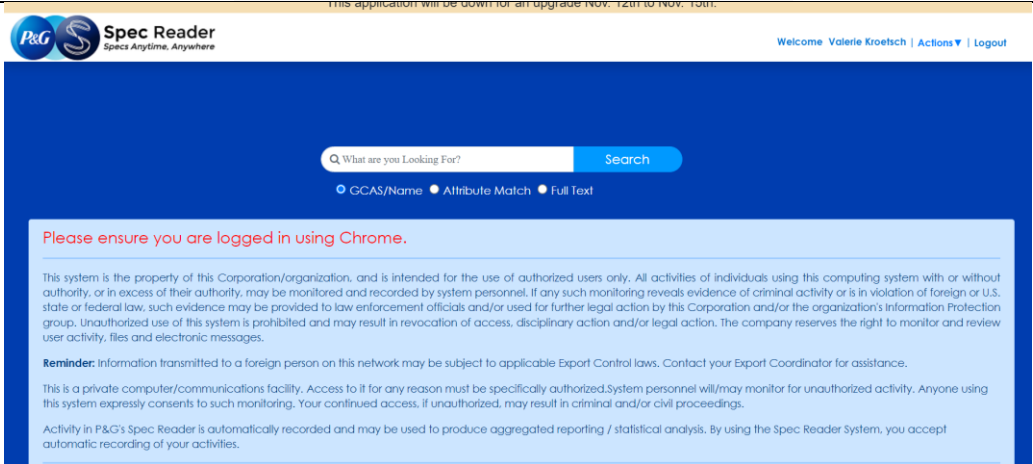 This application will be down for an upgrade Nov. 12th to Nov. 15th.
P&G S Spec Reader
Specs Anytime, Anywhere
Welcome Valerie Kroetsch | Actions▼ | Logout
What are you Looking For? Search
GCAS/Name Attribute Match Full Text
Please ensure you are logged in using Chrome.
This system is the property of this Corporation/organization, and is intended for the use of authorized users only. All activities of individuals using this computing system with or without
authority, or in excess of their authority, may be monitored and recorded by system personnel. If any such monitoring reveals evidence of criminal activity or is in violation of foreign or U.S.
state or federal law, such evidence may be provided to law enforcement officials and/or used for further legal action by this Corporation and/or the organization's Information Protection
group. Unauthorized use of this system is prohibited and may result in revocation of access, disciplinary action and/or legal action. The company reserves the right to monitor and review
user activity, files and electronic messages.
Reminder: Information transmitted to a foreign person on this network may be subject to applicable Export Control laws. Contact your Export Coordinator for assistance.
This is a private computer/communications facility. Access to it for any reason must be specifically authorized.System personnel will/may monitor for unauthorized activity. Anyone using
this system expressly consents to such monitoring. Your continued access, if unauthorized, may result in criminal and/or civil proceedings.
Activity in P&G's Spec Reader is automatically recorded and may be used to produce aggregated reporting / statistical analysis. By using the Spec Reader System, you accept
automatic recording of your activities.